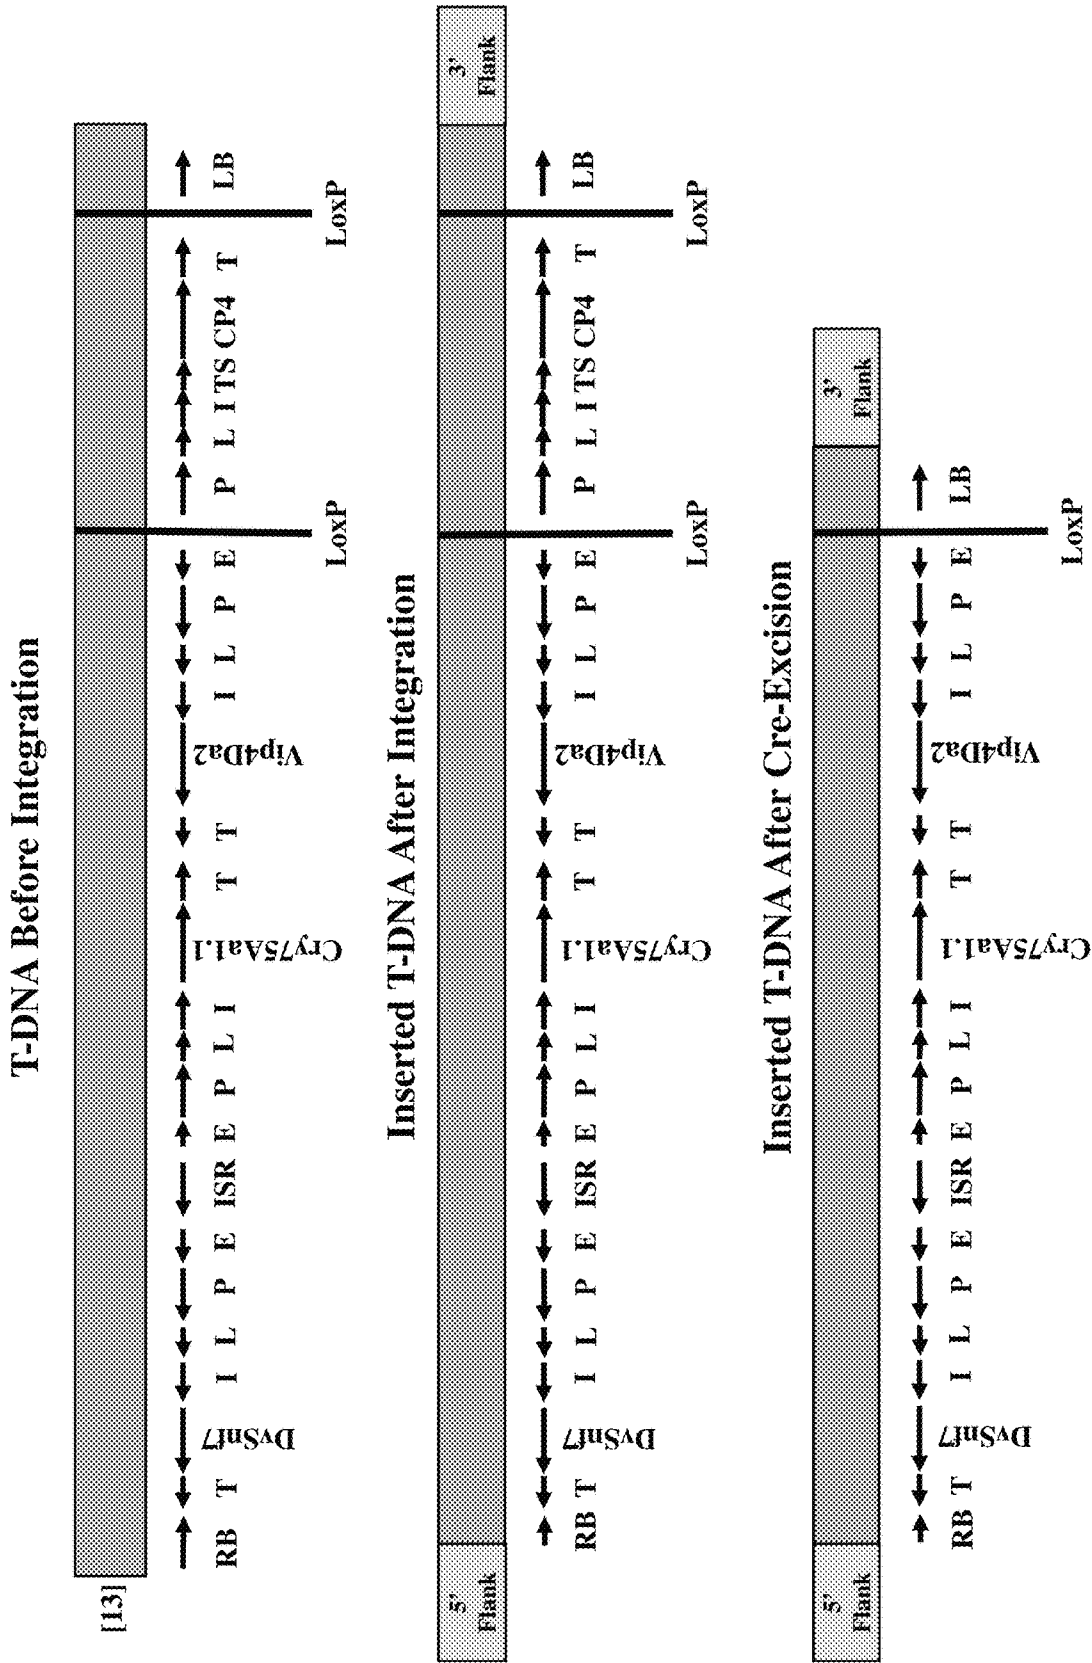 T-DNA Before Integration
[13]
RB T DvSnf7 I L P E ISR E P L I Cry75Aa1.1 T T Vip4Da2 I L P E LoxP P L I TS CP4 T LoxP LB
Inserted T-DNA After Integration
5' Flank
3' Flank
RB T DvSnf7 I L P E ISR E P L I Cry75Aa1.1 T T Vip4Da2 I L P E LoxP P L I TS CP4 T LoxP LB
Inserted T-DNA After Cre-Excision
5' Flank
3' Flank
RB T DvSnf7 I L P E ISR E P L I Cry75Aa1.1 T T Vip4Da2 I L P E LoxP LB